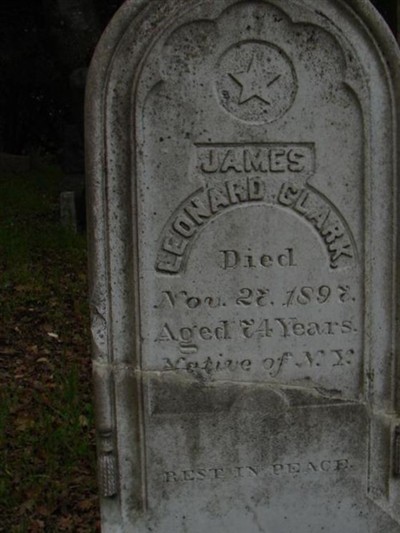 JAMES
LEONARD CLARK
Died
Nov. 27, 1897.
Aged 74 Years.
Native of N.Y.
REST IN PEACE.